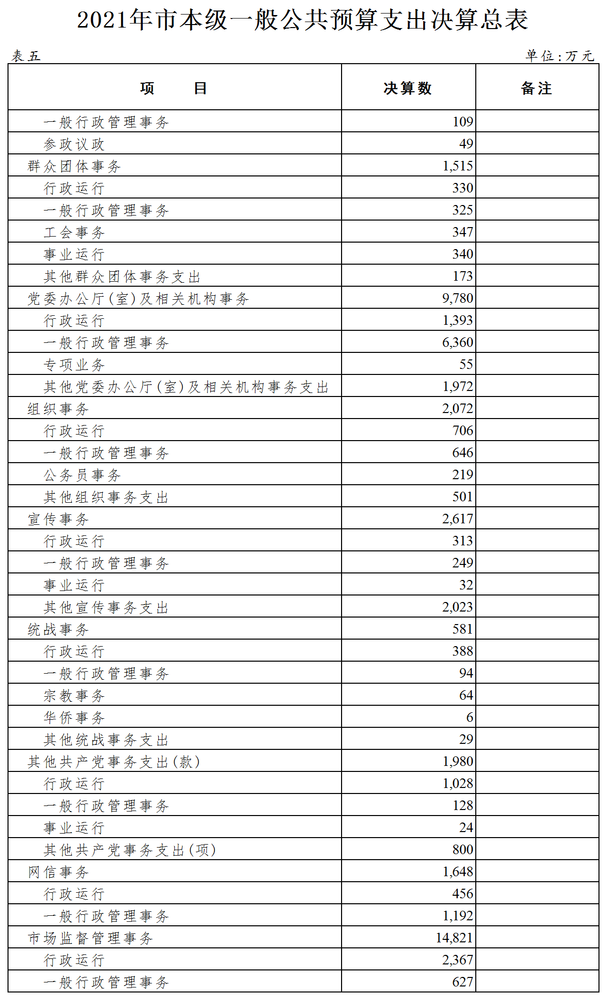 2021年市本级一般公共预算支出决算总表
表五 单位:万元
项 目 决算数 备注
一般行政管理事务 109
参政议政 49
群众团体事务 1,515
行政运行 330
一般行政管理事务 325
工会事务 347
事业运行 340
其他群众团体事务支出 173
党委办公厅(室)及相关机构事务 9,780
行政运行 1,393
一般行政管理事务 6,360
专项业务 55
其他党委办公厅(室)及相关机构事务支出 1,972
组织事务 2,072
行政运行 706
一般行政管理事务 646
公务员事务 219
其他组织事务支出 501
宣传事务 2,617
行政运行 313
一般行政管理事务 249
事业运行 32
其他宣传事务支出 2,023
统战事务 581
行政运行 388
一般行政管理事务 94
宗教事务 64
华侨事务 6
其他统战事务支出 29
其他共产党事务支出(款) 1,980
行政运行 1,028
一般行政管理事务 128
事业运行 24
其他共产党事务支出(项) 800
网信事务 1,648
行政运行 456
一般行政管理事务 1,192
市场监督管理事务 14,821
行政运行 2,367
一般行政管理事务 627